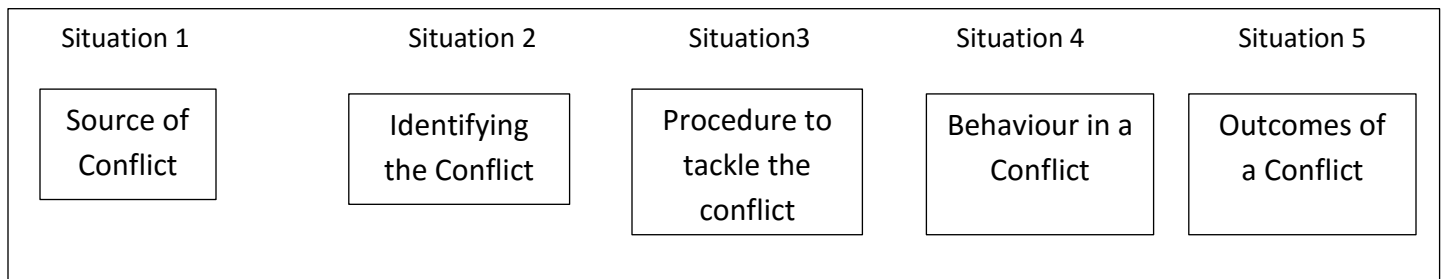 Situation 1 Situation 2 Situation3 Situation 4 Situation 5
Source of
Conflict
Identifying
the Conflict
Procedure to
tackle the
conflict
Behaviour in a
Conflict
Outcomes of
a Conflict